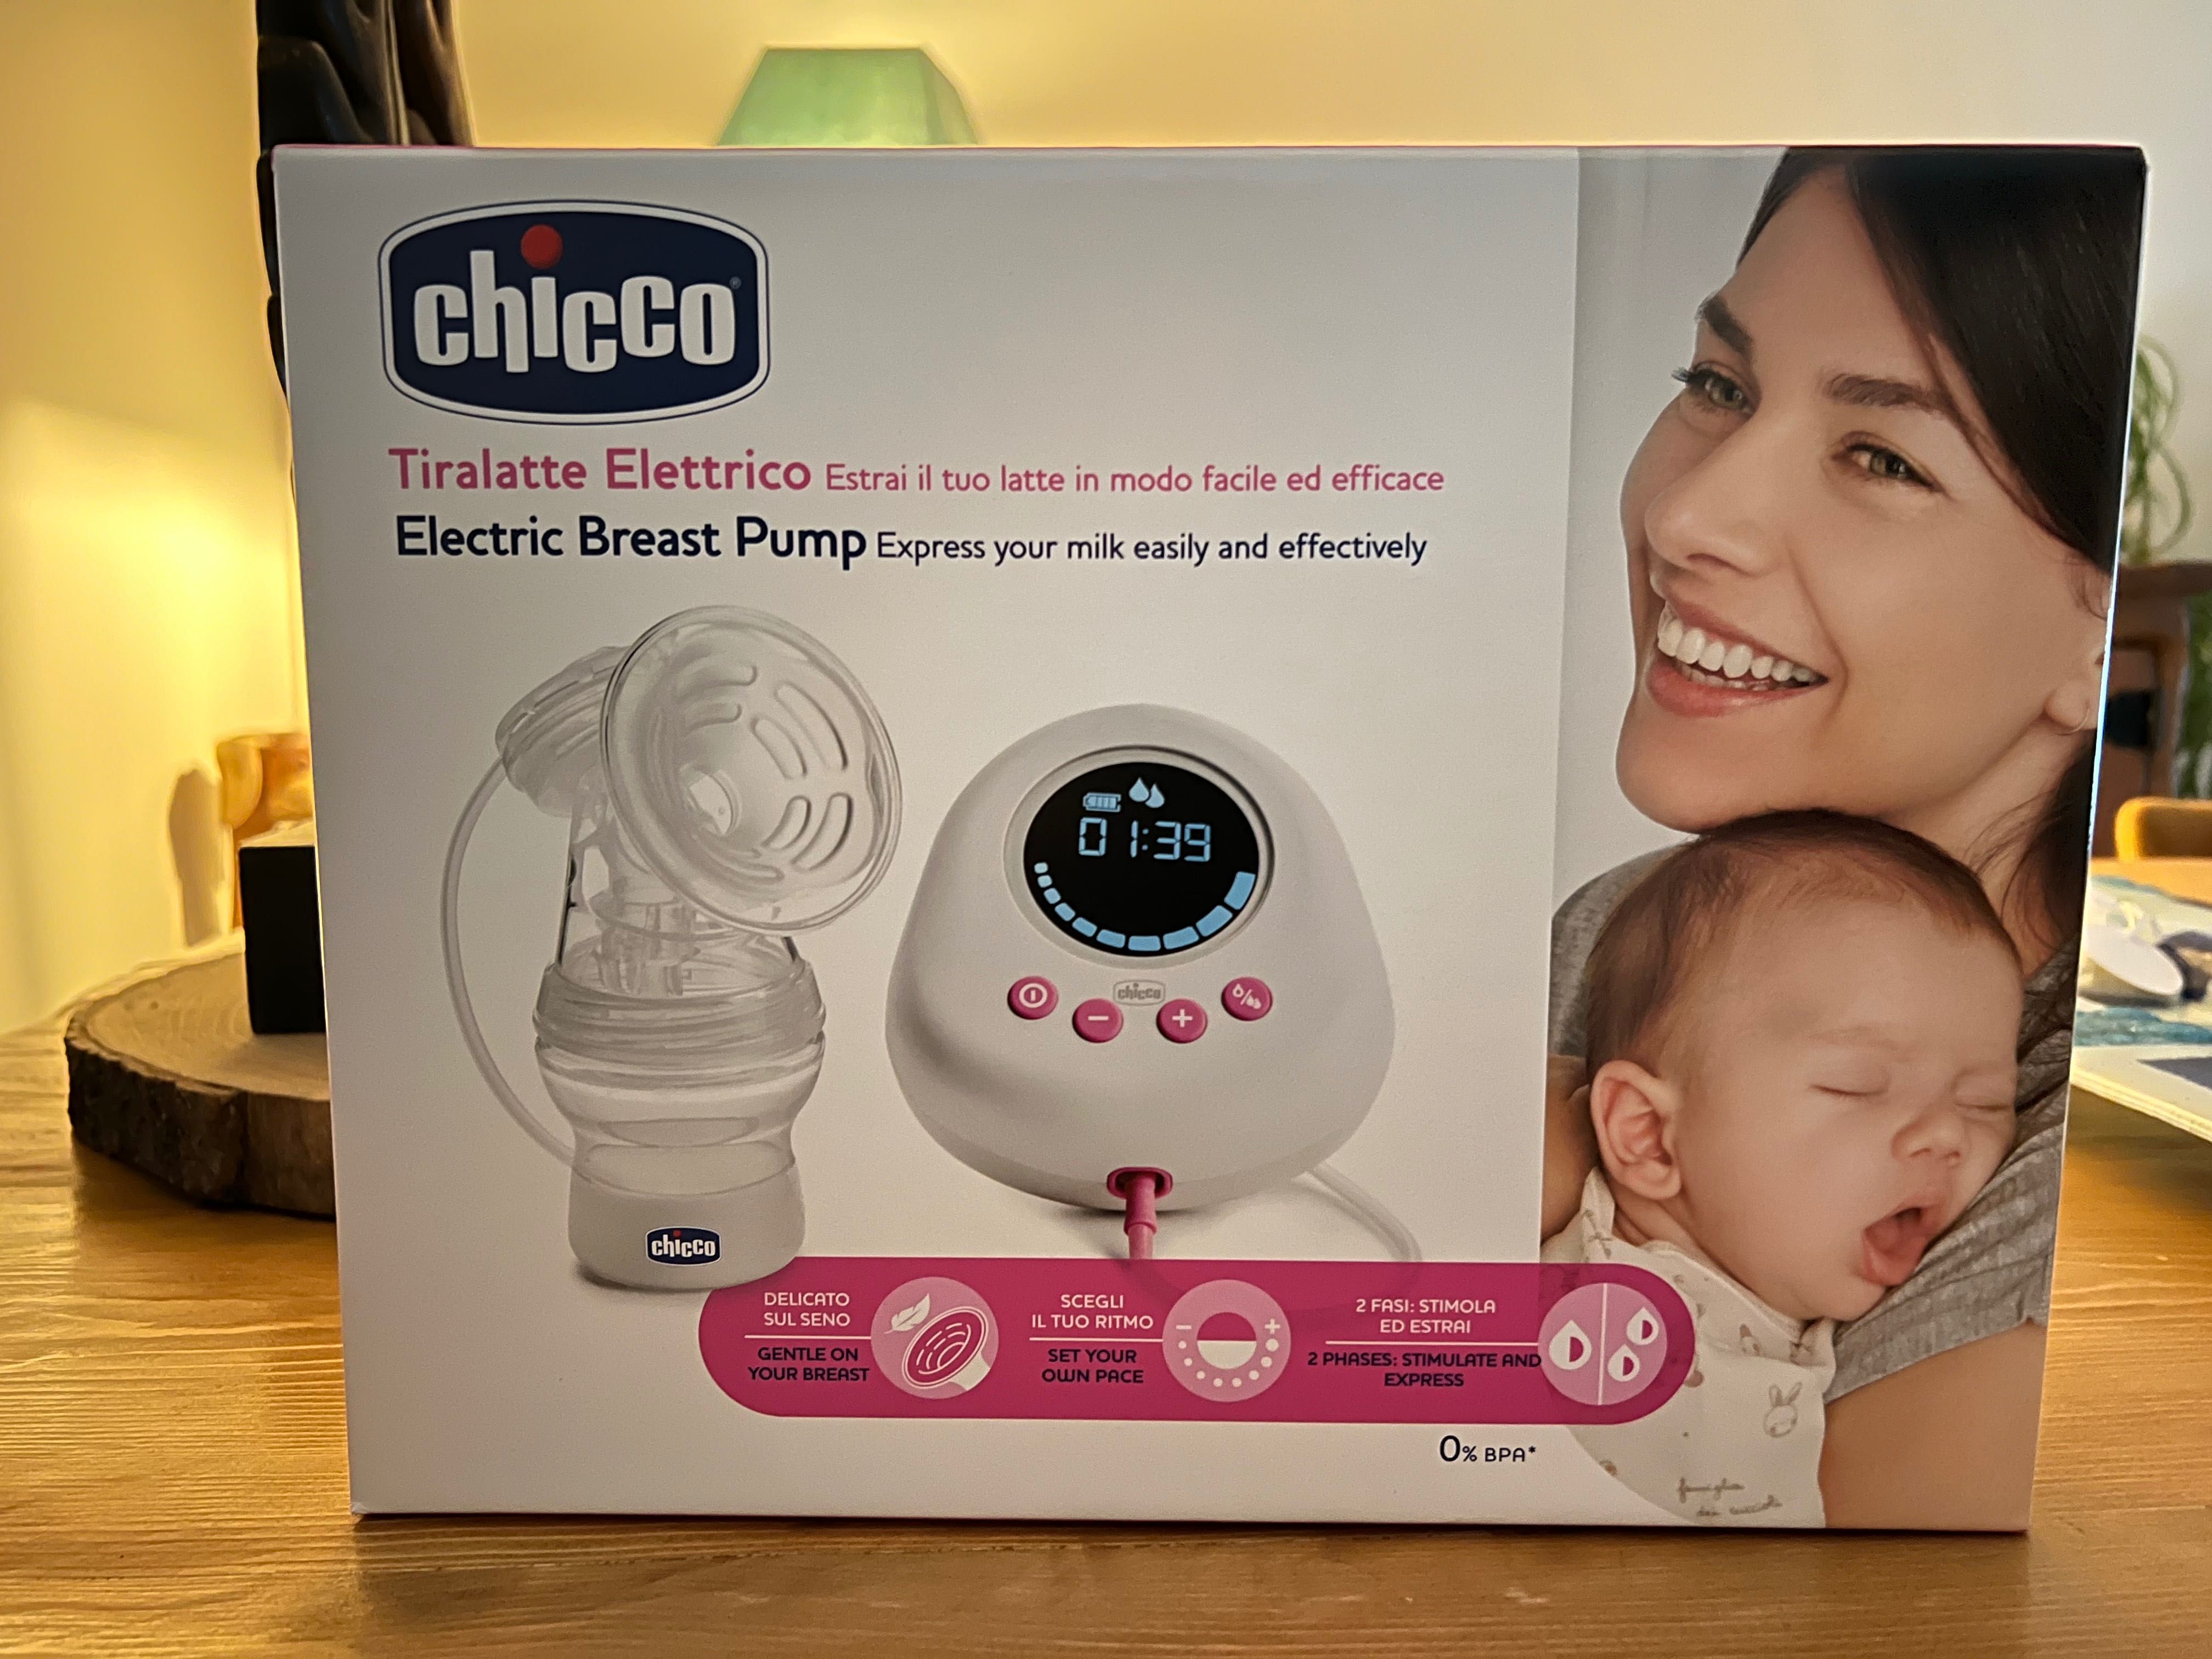 chicco
Tiralatte Elettrico Estrai il tuo latte in modo facile ed efficace
Electric Breast Pump Express your milk easily and effectively
01:39
chicco
chicco
DELICATO
SUL SENO
GENTLE ON
YOUR BREAST
SCEGLI
IL TUO RITMO
SET YOUR
OWN PACE
2 FASI: STIMOLA
ED ESTRAI
2 PHASES: STIMULATE AND
EXPRESS
0% BPA*
famiglia
dei